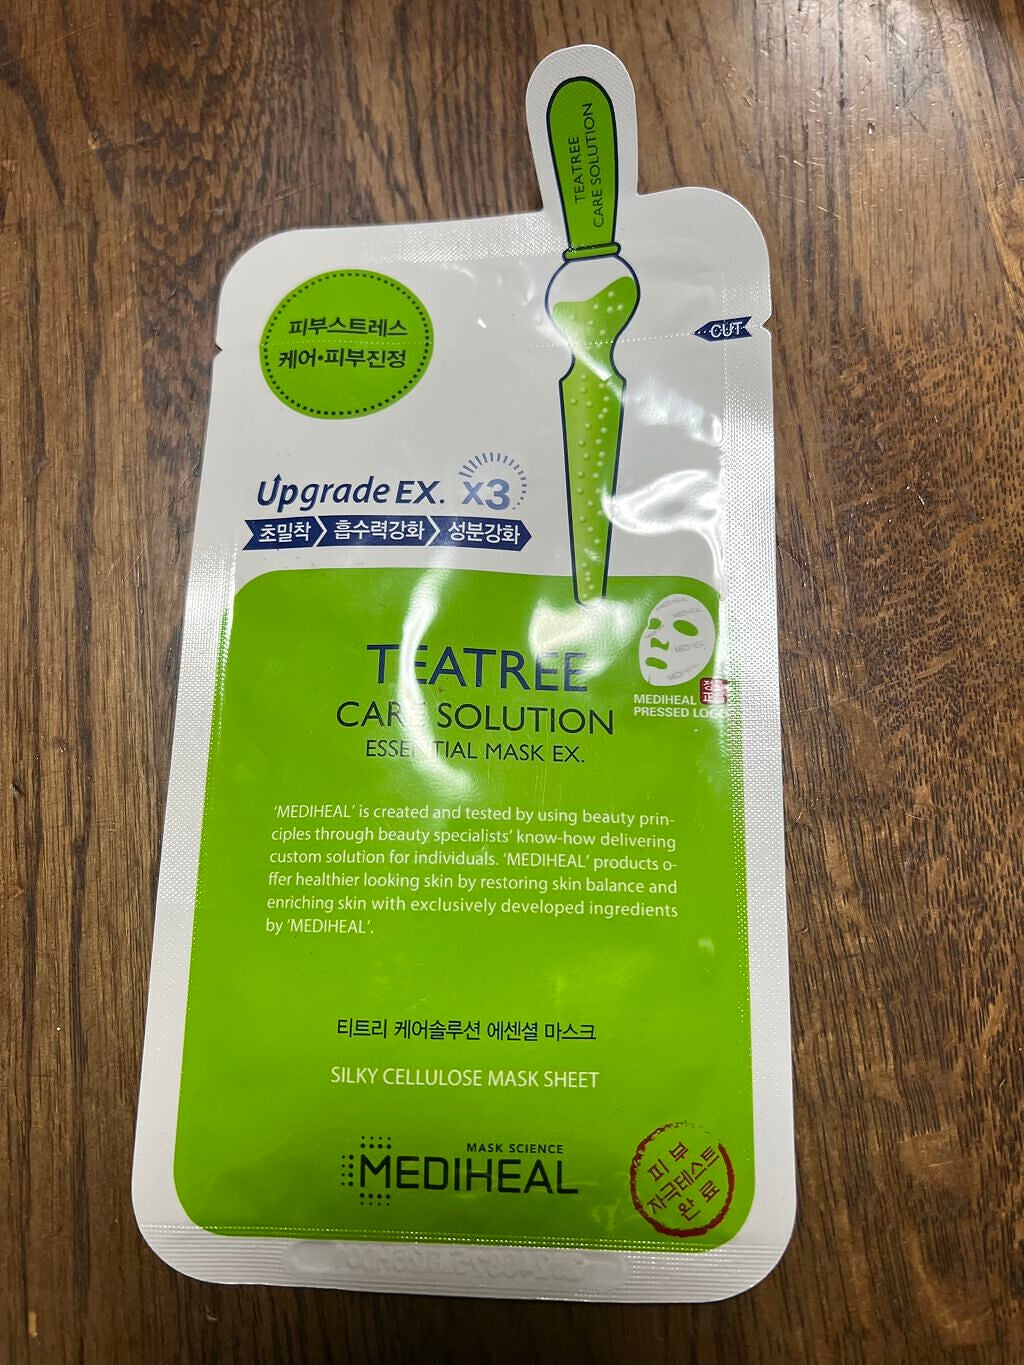 TEATREE
CARE SOLUTION
피부스트레스
케어•피부진정
CUT
Upgrade EX. X3
초밀착 흡수력강화 성분강화
TEATREE
CARE SOLUTION
ESSENTIAL MASK EX.
MEDIHEAL
PRESSED LOGO
'MEDIHEAL' is created and tested by using beauty prin-
ciples through beauty specialists' know-how delivering
custom solution for individuals. 'MEDIHEAL' products o-
ffer healthier looking skin by restoring skin balance and
enriching skin with exclusively developed ingredients
by 'MEDIHEAL'.
티트리 케어솔루션 에센셜 마스크
SILKY CELLULOSE MASK SHEET
MASK SCIENCE
MEDIHEAL
피부
자극테스트
완료